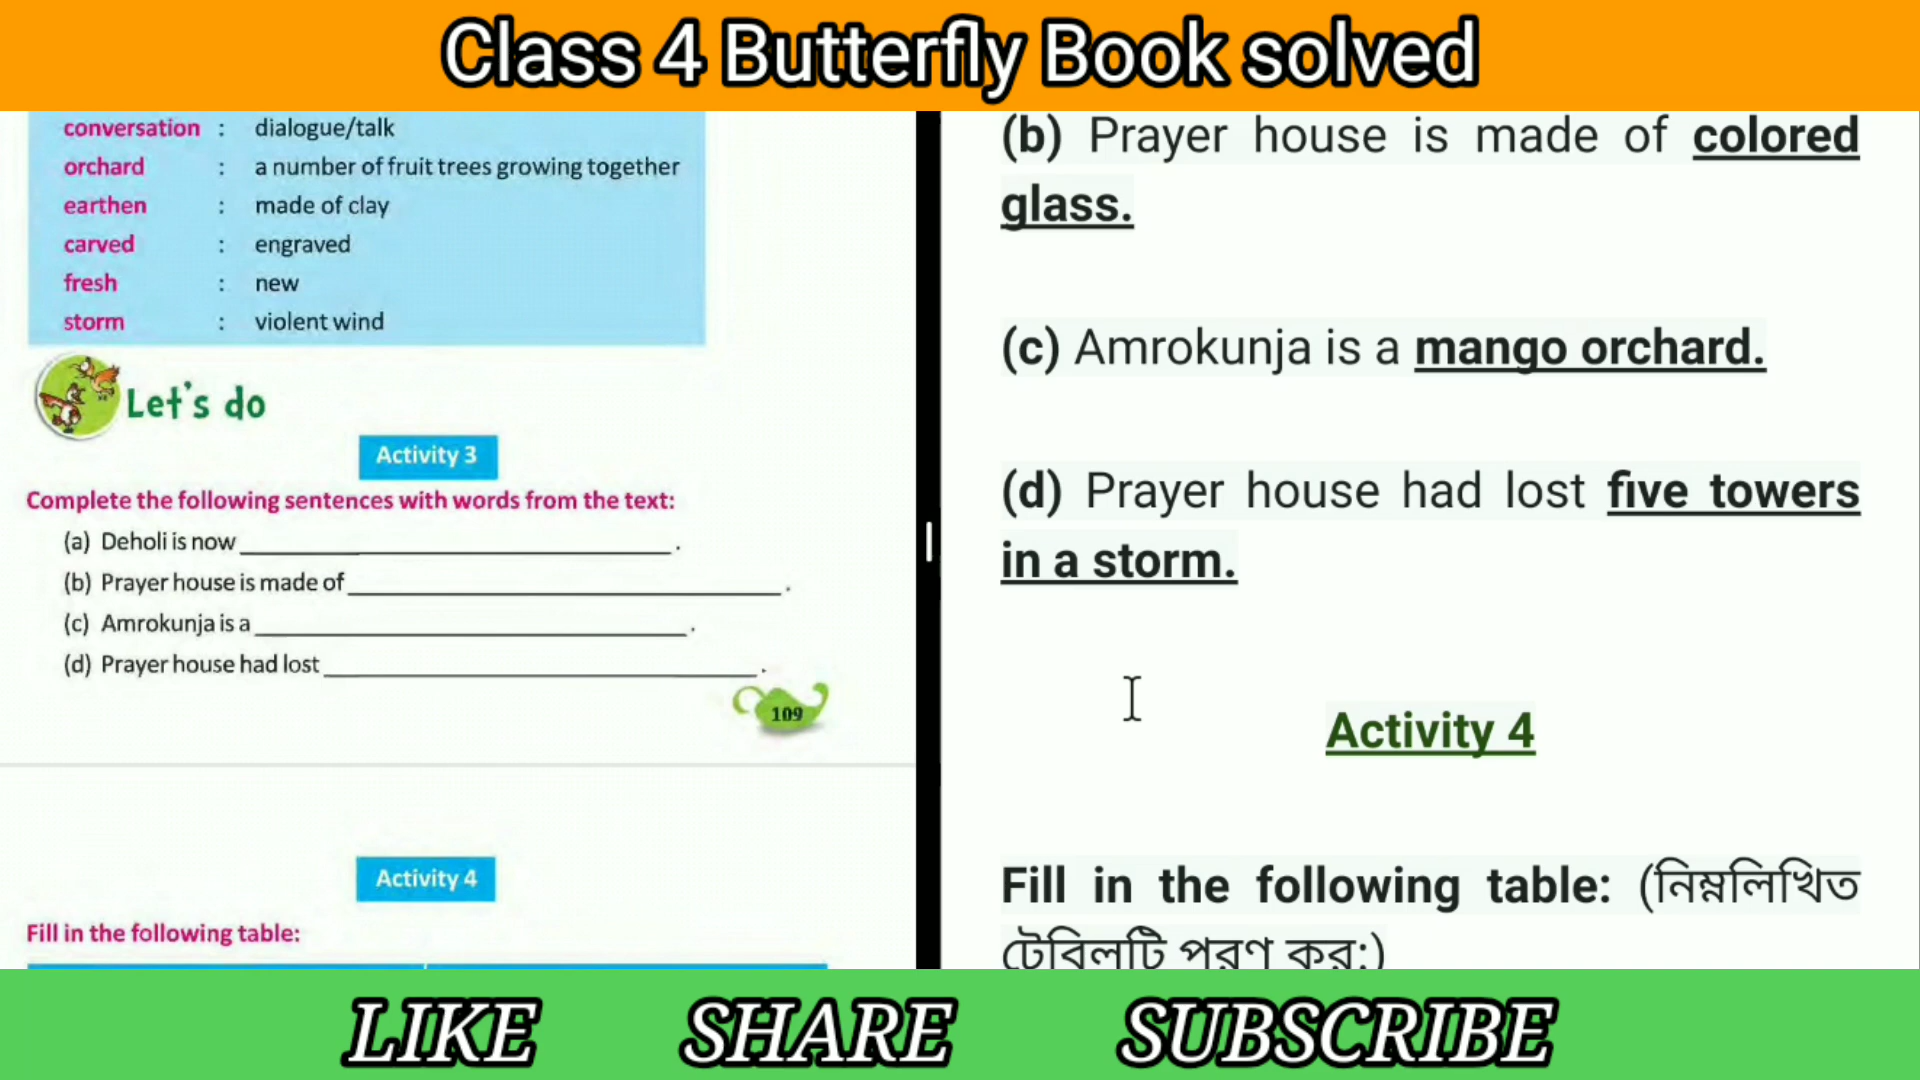 Class 4 Butterfly Book solved
conversation : dialogue/talk
orchard : a number of fruit trees growing together
earthen : made of clay
carved : engraved
fresh : new
storm : violent wind
Let's do
Activity 3
Complete the following sentences with words from the text:
(a) Deholi is now ____________________.
(b) Prayer house is made of ____________________.
(c) Amrokunja is a ____________________.
(d) Prayer house had lost ____________________.
109
Activity 4
Fill in the following table:
(b) Prayer house is made of colored
glass.
(c) Amrokunja is a mango orchard.
(d) Prayer house had lost five towers
in a storm.
Activity 4
Fill in the following table: (নিম্নলিখিত
টেবিলটি পূরণ কর:)
LIKE SHARE SUBSCRIBE